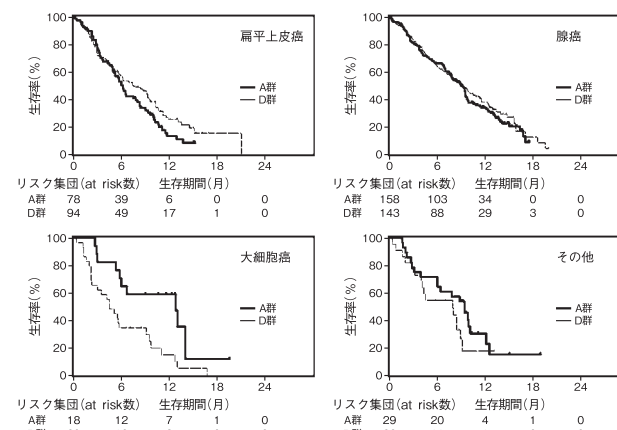 扁平上皮癌
生存率(%)
100
80
60
40
20
0
A群
D群
0 6 12 18 24
リスク集団(at risk数) 生存期間(月)
A群 78 39 6 0 0
D群 94 49 17 1 0
腺癌
生存率(%)
100
80
60
40
20
0
A群
D群
0 6 12 18 24
リスク集団(at risk数) 生存期間(月)
A群 158 103 34 0 0
D群 143 88 29 3 0
大細胞癌
生存率(%)
100
80
60
40
20
0
A群
D群
0 6 12 18 24
リスク集団(at risk数) 生存期間(月)
A群 18 12 7 1 0
その他
生存率(%)
100
80
60
40
20
0
A群
D群
0 6 12 18 24
リスク集団(at risk数) 生存期間(月)
A群 29 20 4 1 0